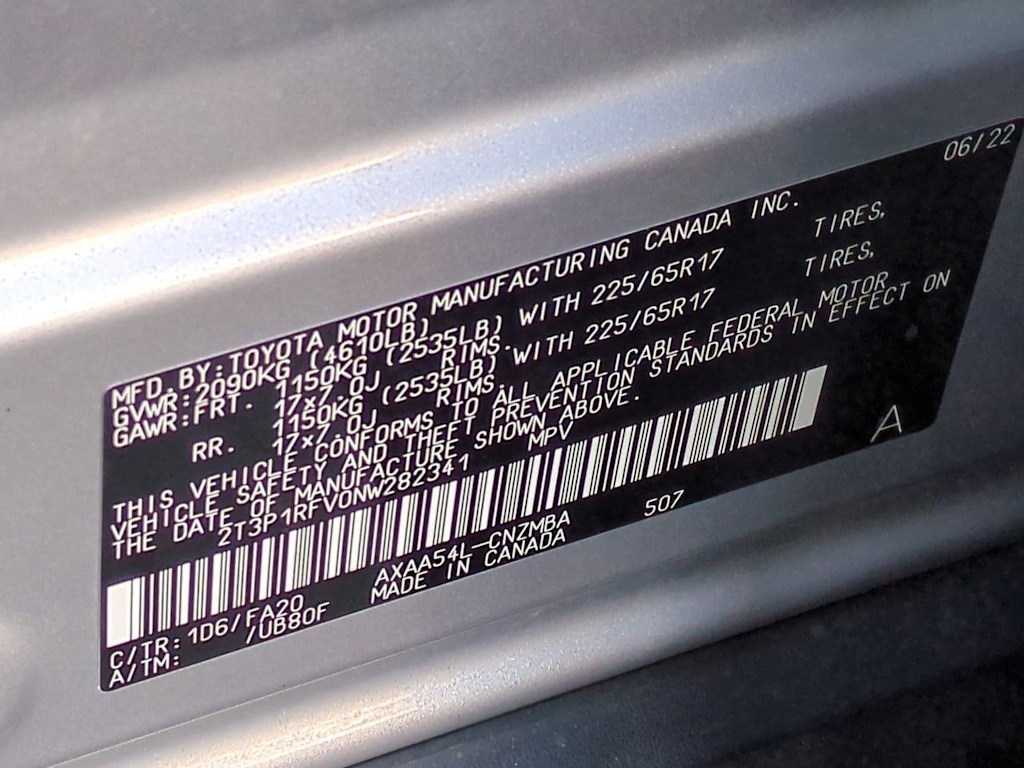 06/22
MFD.BY:TOYOTA MOTOR MANUFACTURING CANADA INC.
GVWR:2090KG (4610LB)
GAWR:FRT. 1150KG (2535LB) WITH 225/65R17 TIRES,
17x7.0J RIMS.
RR. 1150KG (2535LB) WITH 225/65R17 TIRES,
17x7.0J RIMS.
THIS VEHICLE CONFORMS TO ALL APPLICABLE FEDERAL MOTOR
VEHICLE SAFETY AND THEFT PREVENTION STANDARDS IN EFFECT ON
THE DATE OF MANUFACTURE SHOWN ABOVE.
2T3P1RFV0NW282341 MPV
A
C/TR:1D6/FA20 AXAA54L-CNZMBA 507
A/TM: /UB80F MADE IN CANADA